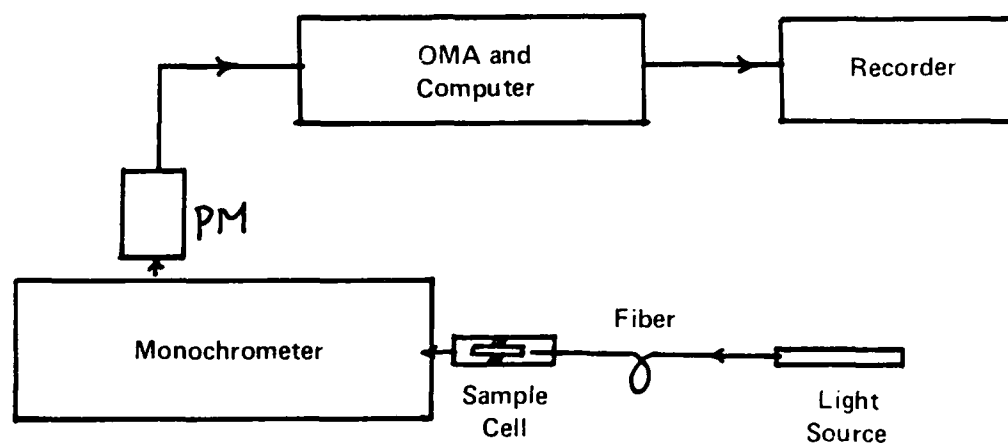 OMA and
Computer
Recorder
PM
Monochrometer
Fiber
Sample
Cell
Light
Source